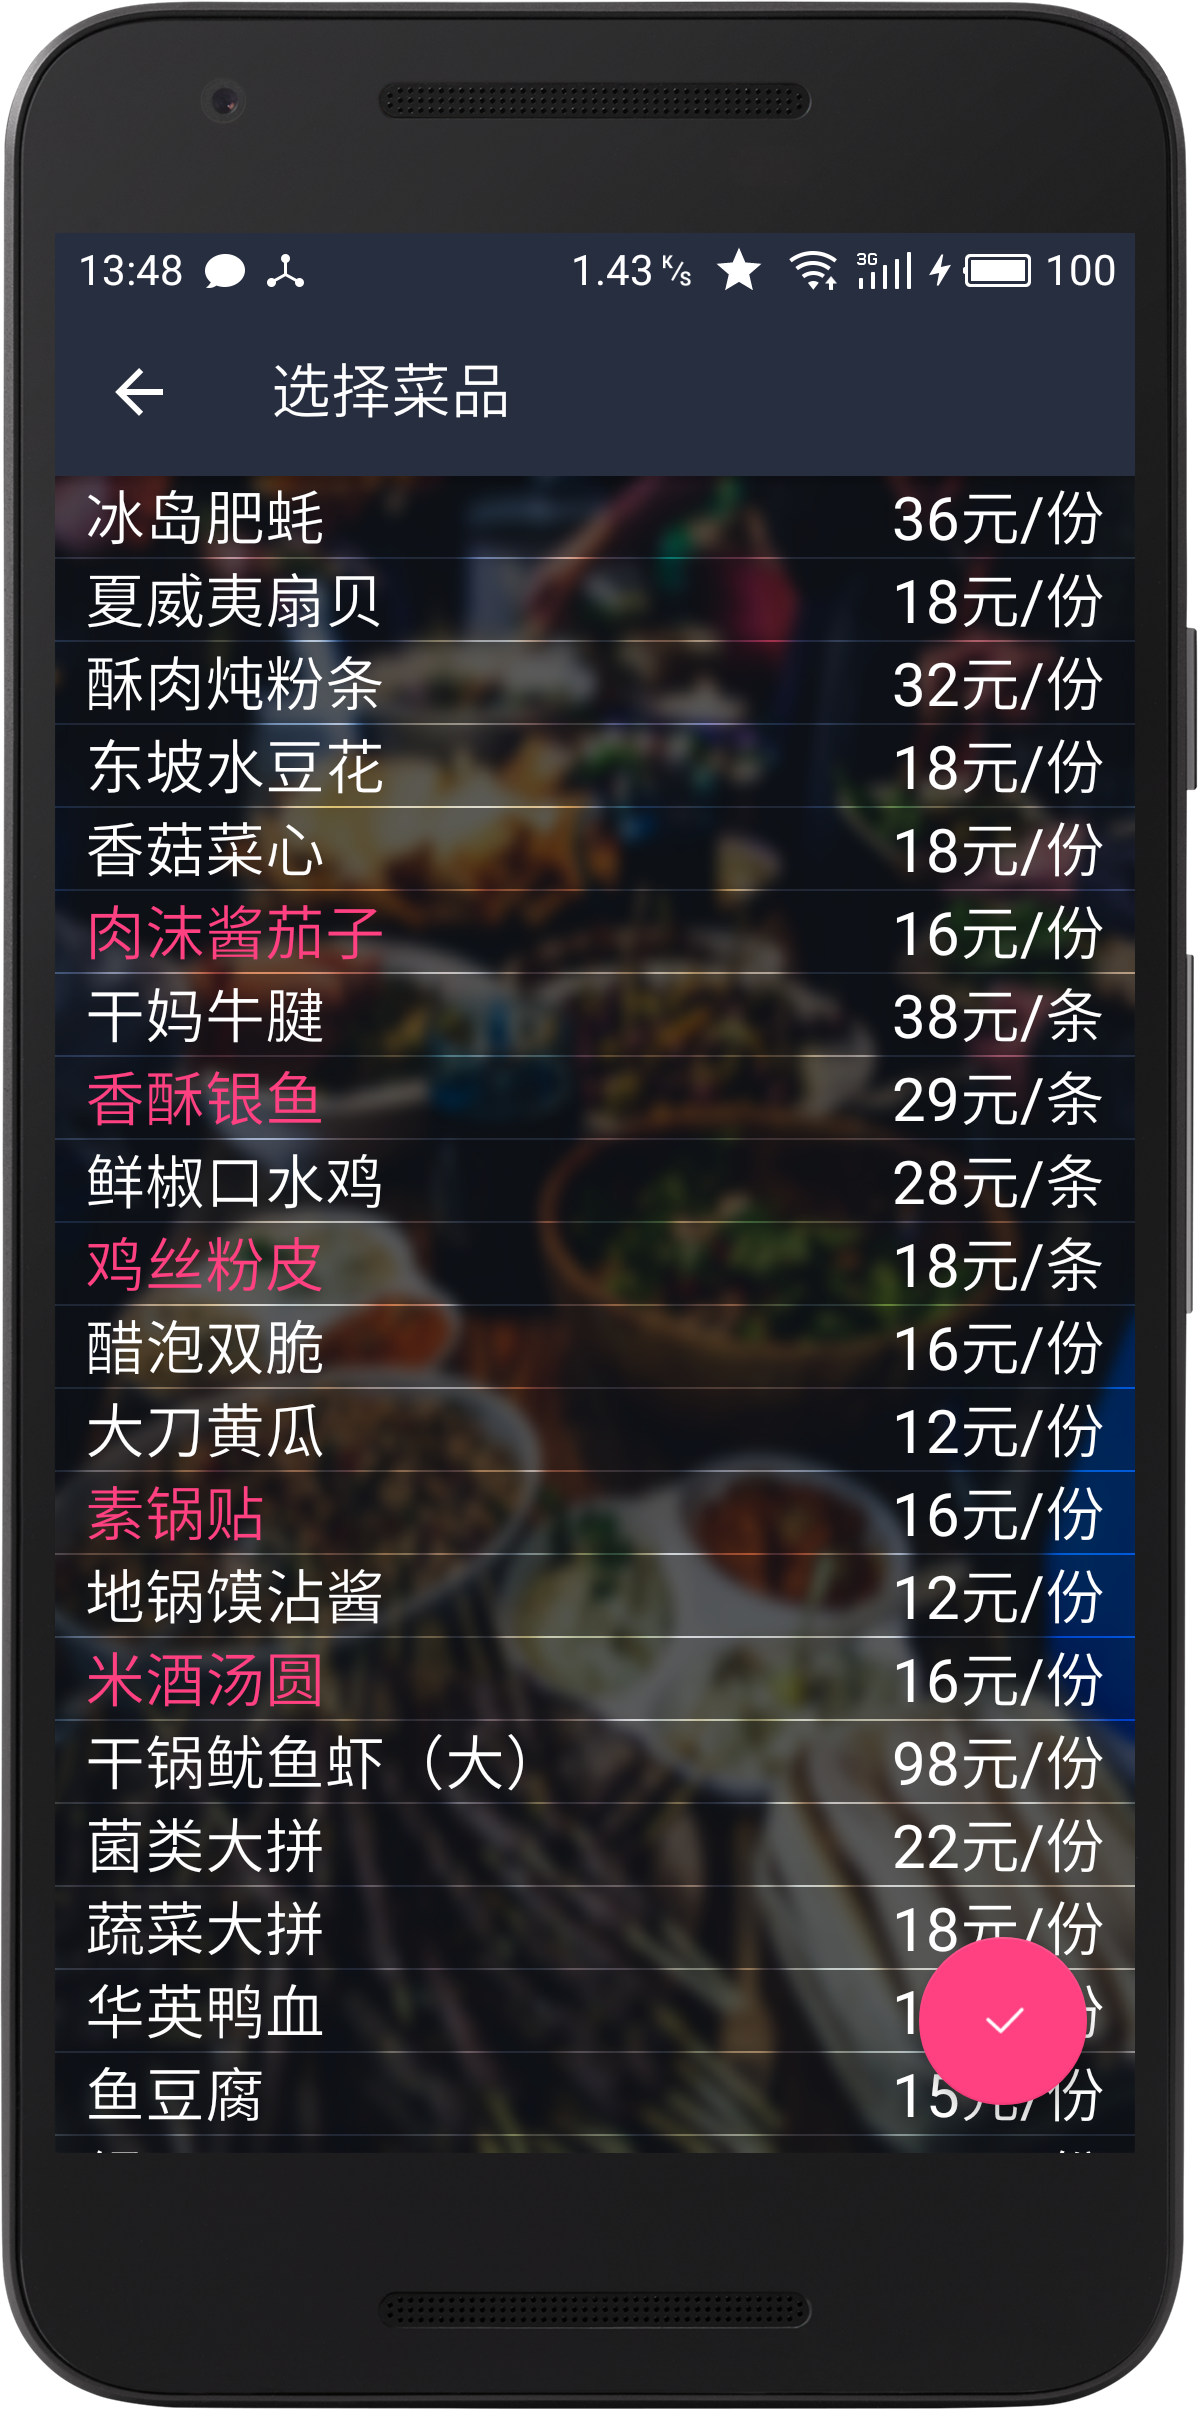 13:48 1.43 K/s 3G 100
选择菜品
冰岛肥蚝 36元/份
夏威夷扇贝 18元/份
酥肉炖粉条 32元/份
东坡水豆花 18元/份
香菇菜心 18元/份
肉沫酱茄子 16元/份
干妈牛腱 38元/条
香酥银鱼 29元/条
鲜椒口水鸡 28元/条
鸡丝粉皮 18元/条
醋泡双脆 16元/份
大刀黄瓜 12元/份
素锅贴 16元/份
地锅馍沾酱 12元/份
米酒汤圆 16元/份
干锅鱿鱼虾（大） 98元/份
菌类大拼 22元/份
蔬菜大拼 18元/份
华英鸭血
鱼豆腐 15元/份